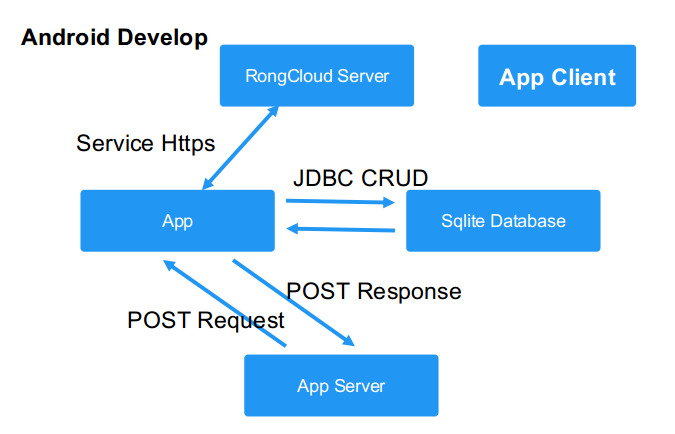 Android Develop
RongCloud Server
App Client
Service Https
JDBC CRUD
App
Sqlite Database
POST Response
POST Request
App Server